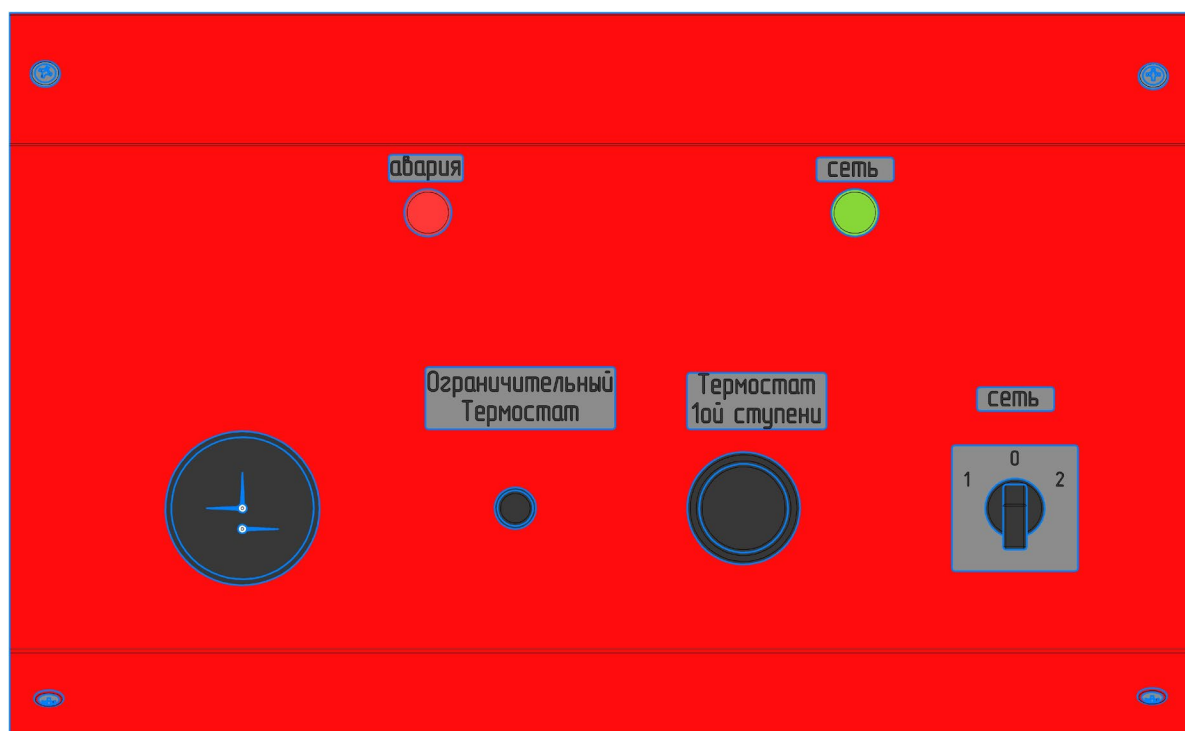 авария
сеть
Ограничительный
Термостат
Термостат
1ой ступени
сеть
0
1
2